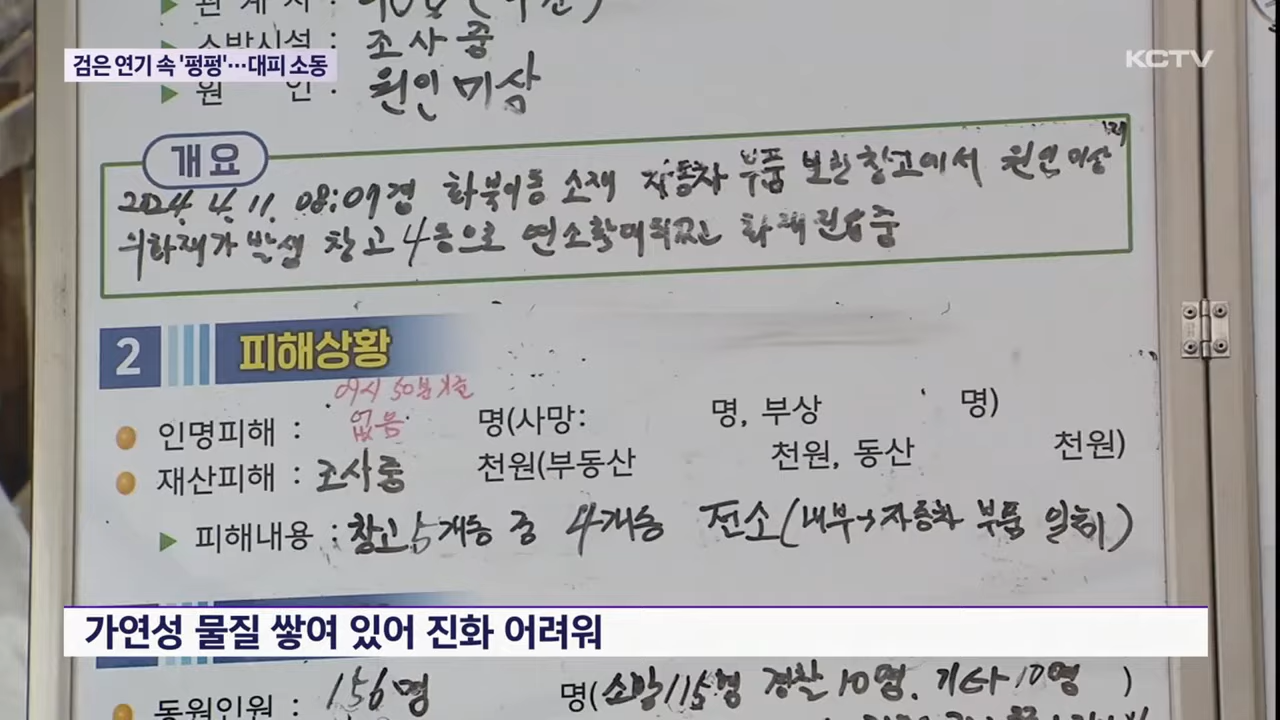 ▶ 관 계 자 :
검은 연기 속 '펑펑'…대피 소동
KCTV
▶ 소방시설 : 조사중
▶ 원 인 : 원인미상
개요
2024. 4. 11. 08:09경 화북이동 소재 자동차 부품 보관창고에서 원인미상
의화재가 발생 창고 4동으로 연소확대되었고 화재진압중
2 피해상황
09시 50분기준
인명피해 : 없음 명(사망: 명, 부상 명)
재산피해 : 조사중 천원(부동산 천원, 동산 천원)
▶ 피해내용 : 창고 5개동 중 4개동 전소(내부→자동차 부품 일체)
가연성 물질 쌓여 있어 진화 어려워
동원인원 : 156명 명(소방115명 경찰10명. 기타10명 )